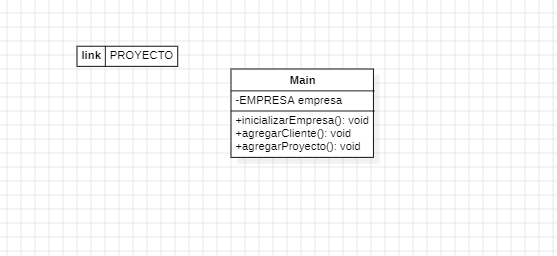 link PROYECTO
Main
-EMPRESA empresa
+inicializarEmpresa(): void
+agregarCliente(): void
+agregarProyecto(): void